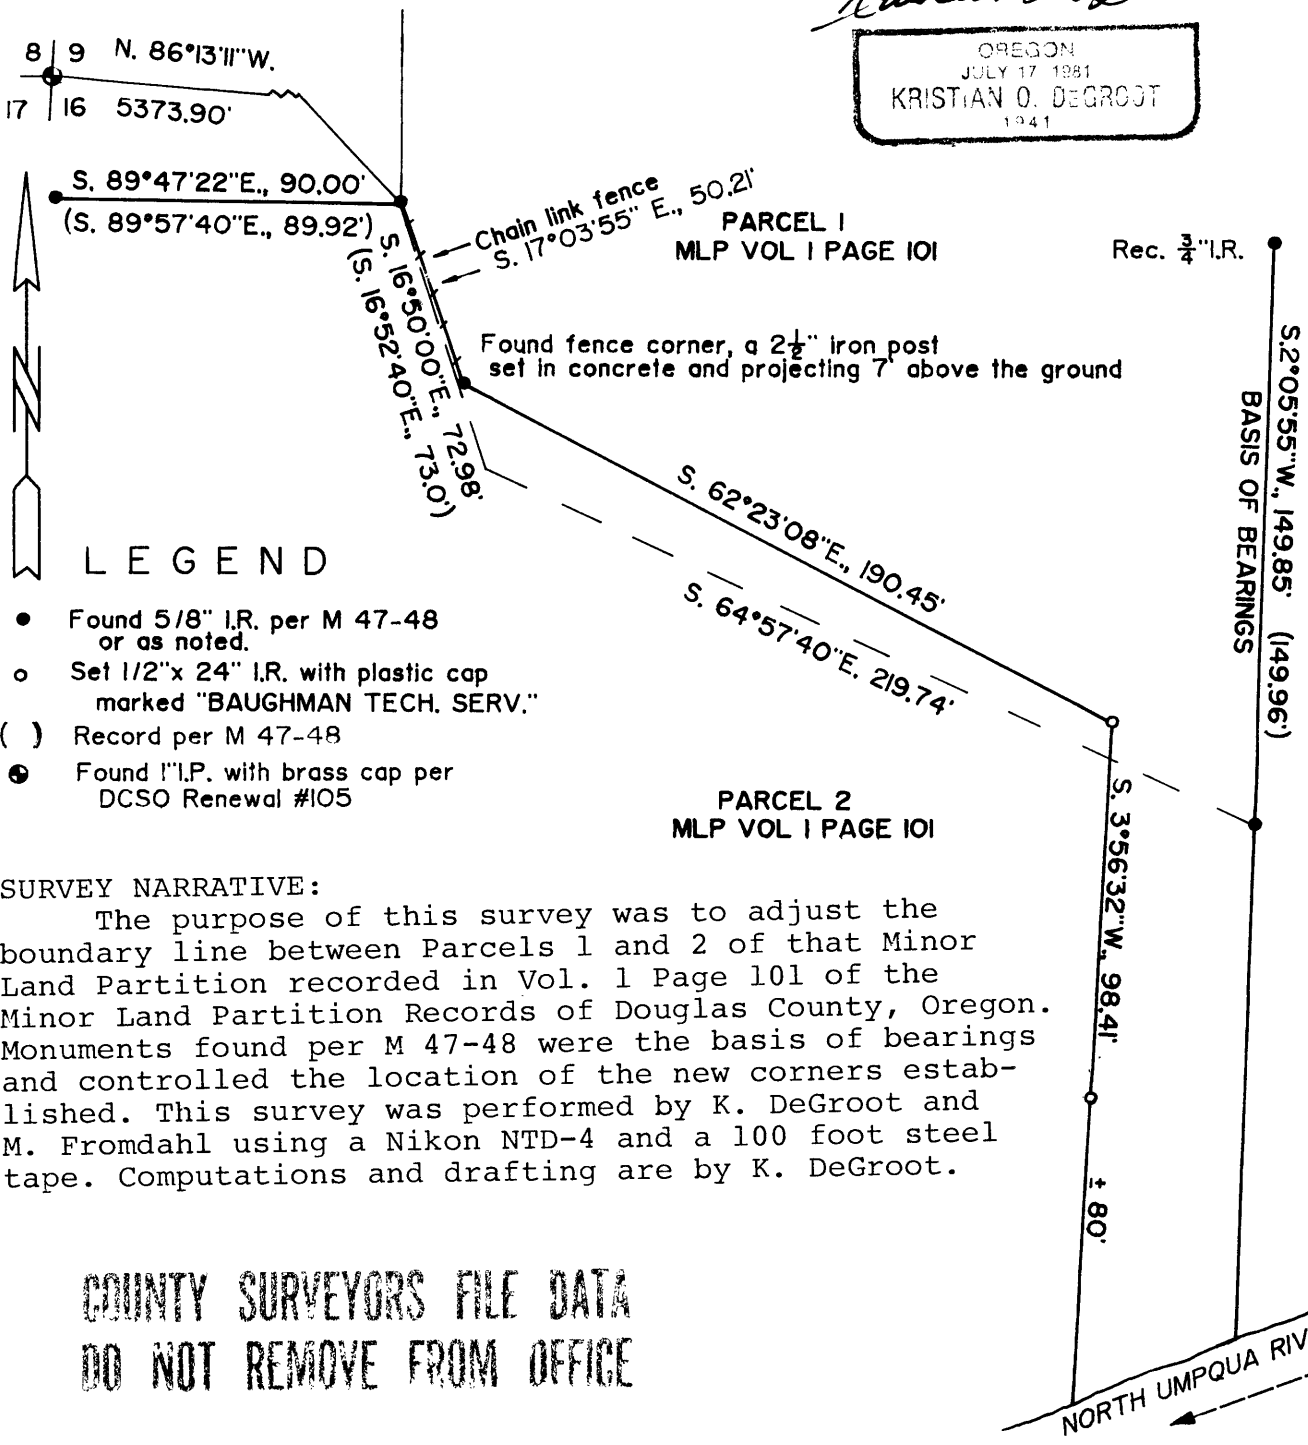 OREGON
JULY 17 1981
KRISTIAN O. DEGROOT
1941
8 9 N. 86°13'11"W.
17 16 5373.90'
S. 89°47'22"E., 90.00'
(S. 89°57'40"E., 89.92')
Chain link fence
S. 17°03'55" E., 50.21'
S. 16°50'00"E., 72.98'
(S. 16°52'40"E., 73.0')
PARCEL 1
MLP VOL 1 PAGE 101
Rec. 3/4" I.R.
Found fence corner, a 2 1/2" iron post
set in concrete and projecting 7' above the ground
S. 2°05'55"W., 149.85' (149.96')
BASIS OF BEARINGS
N
S. 62°23'08"E., 190.45'
S. 64°57'40"E. 219.74'
LEGEND
Found 5/8" I.R. per M 47-48
or as noted.
Set 1/2"x 24" I.R. with plastic cap
marked "BAUGHMAN TECH. SERV."
( ) Record per M 47-48
Found 1" I.P. with brass cap per
DCSO Renewal #105
PARCEL 2
MLP VOL 1 PAGE 101
S. 3°56'32"W., 98.41'
± 80'
SURVEY NARRATIVE:
The purpose of this survey was to adjust the
boundary line between Parcels 1 and 2 of that Minor
Land Partition recorded in Vol. 1 Page 101 of the
Minor Land Partition Records of Douglas County, Oregon.
Monuments found per M 47-48 were the basis of bearings
and controlled the location of the new corners estab-
lished. This survey was performed by K. DeGroot and
M. Fromdahl using a Nikon NTD-4 and a 100 foot steel
tape. Computations and drafting are by K. DeGroot.
COUNTY SURVEYORS FILE DATA
DO NOT REMOVE FROM OFFICE
NORTH UMPQUA RIV